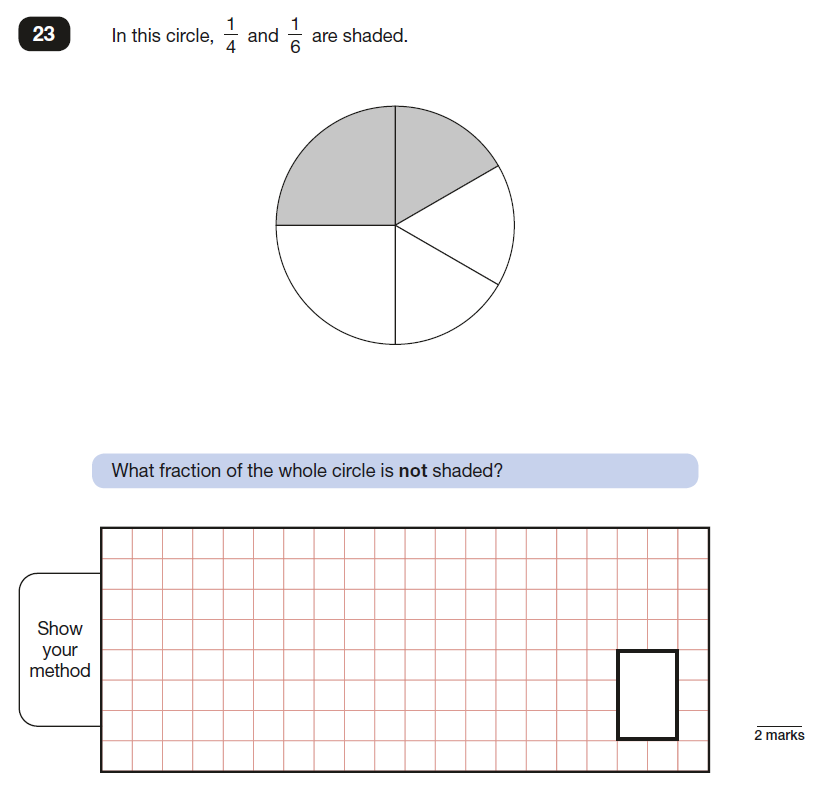 23 In this circle, 1/4 and 1/6 are shaded.
What fraction of the whole circle is not shaded?
Show
your
method
2 marks